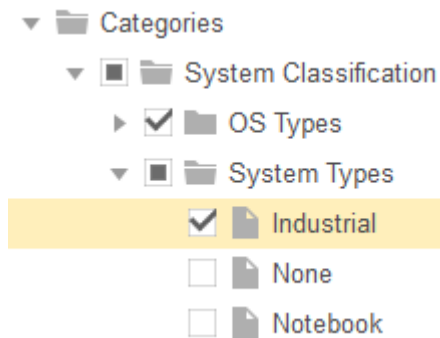 Categories
System Classification
OS Types
System Types
Industrial
None
Notebook